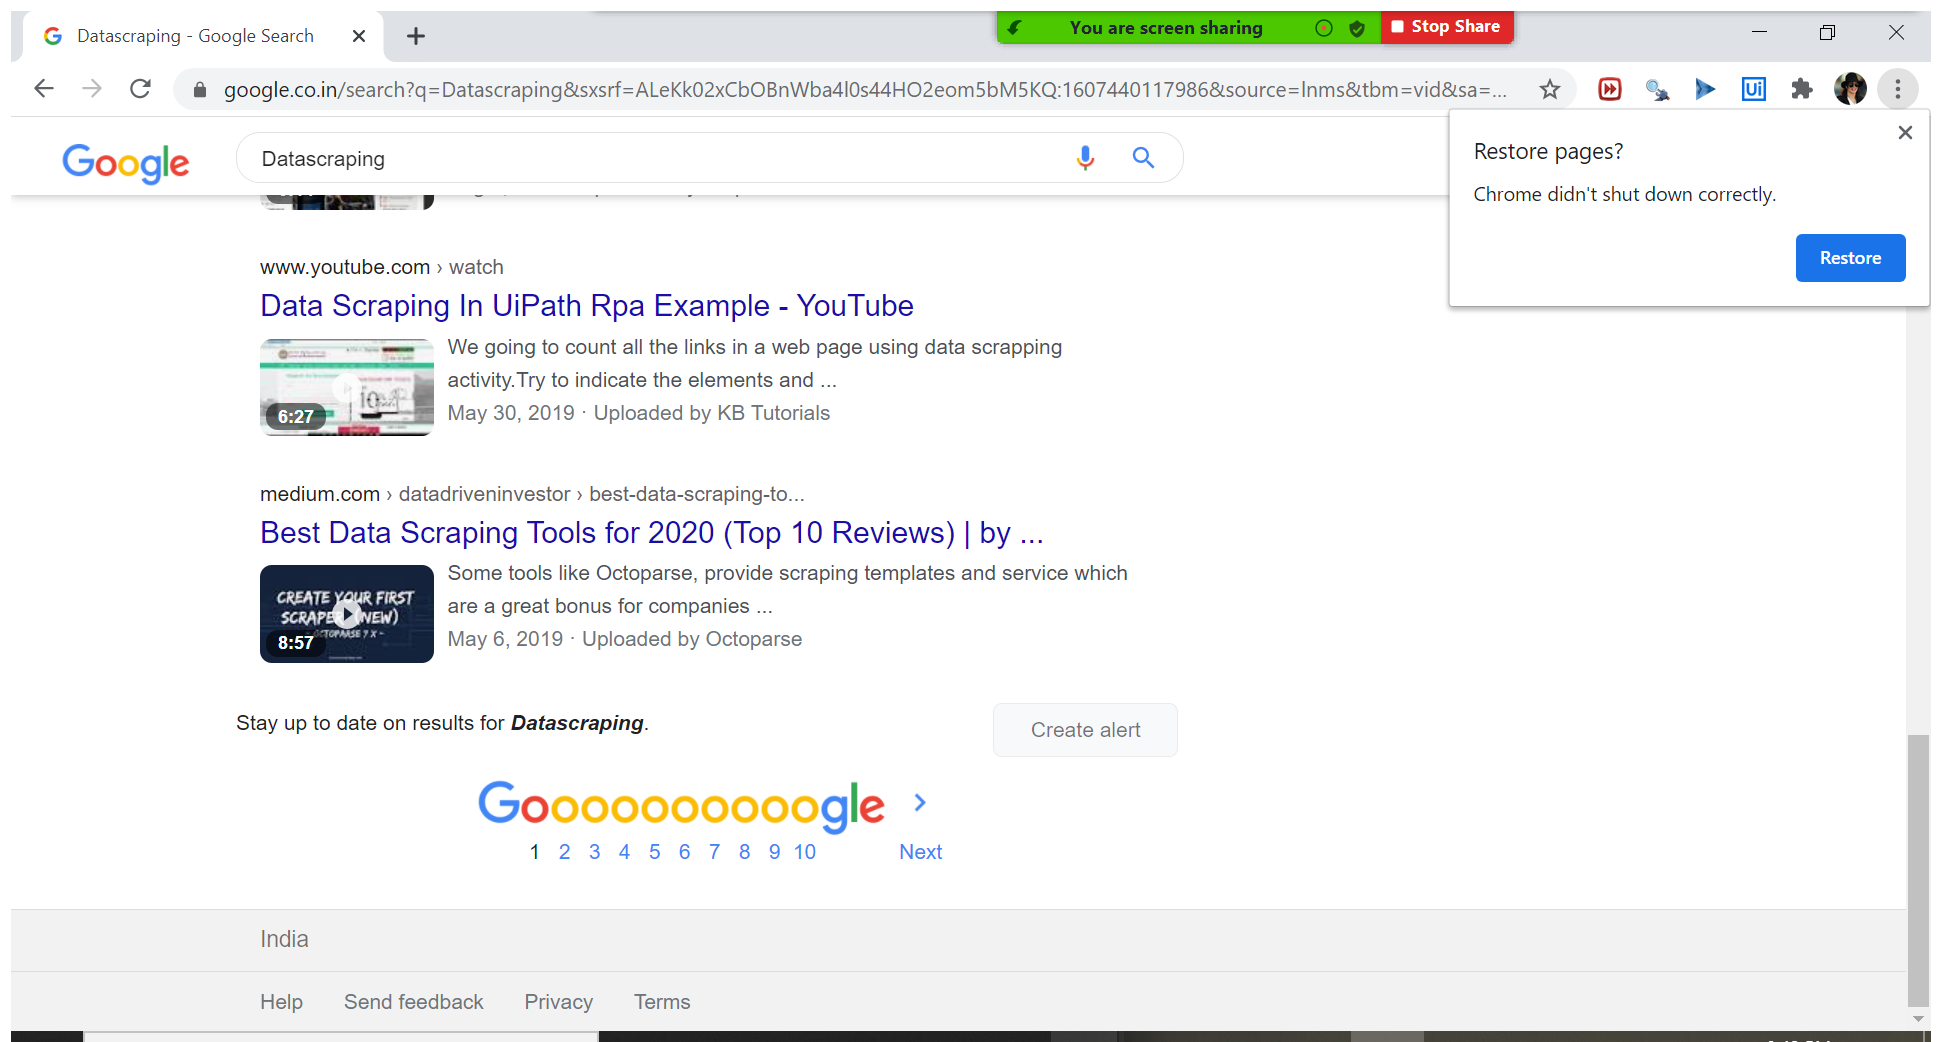 Datascraping - Google Search
You are screen sharing
Stop Share
google.co.in/search?q=Datascraping&sxsrf=ALeKk02xCbOBnWba4l0s44HO2eom5bM5KQ:1607440117986&source=lnms&tbm=vid&sa=...
Ui
Google
Datascraping
Restore pages?
Chrome didn't shut down correctly.
Restore
www.youtube.com › watch
Data Scraping In UiPath Rpa Example - YouTube
We going to count all the links in a web page using data scrapping
activity.Try to indicate the elements and ...
6:27
May 30, 2019 · Uploaded by KB Tutorials
medium.com › datadriveninvestor › best-data-scraping-to...
Best Data Scraping Tools for 2020 (Top 10 Reviews) | by ...
Some tools like Octoparse, provide scraping templates and service which
are a great bonus for companies ...
May 6, 2019 · Uploaded by Octoparse
CREATE YOUR FIRST
SCRAPER (NEW)
- OCTOPARSE 7.X -
8:57
Stay up to date on results for Datascraping.
Create alert
Goooooooooogle >
1 2 3 4 5 6 7 8 9 10 Next
India
Help Send feedback Privacy Terms